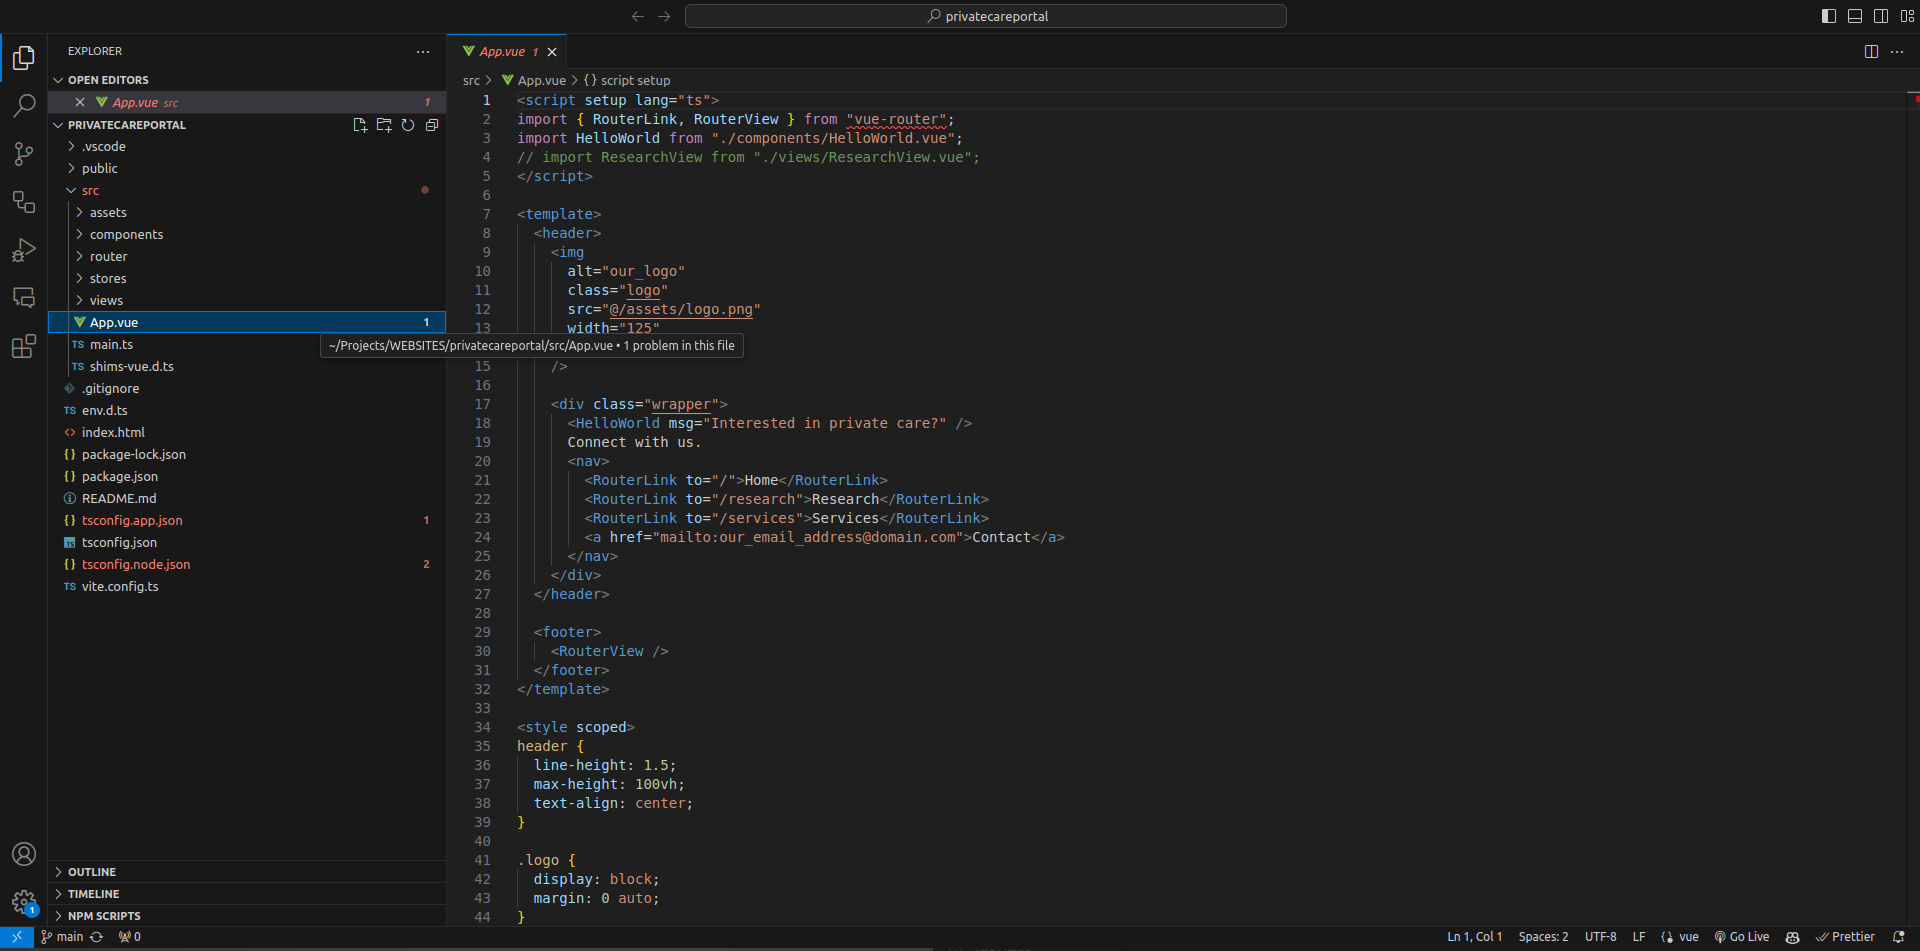 privatecareportal
EXPLORER
OPEN EDITORS
App.vue src 1
PRIVATECAREPORTAL
.vscode
public
src
assets
components
router
stores
views
App.vue 1
TS main.ts
TS shims-vue.d.ts
.gitignore
TS env.d.ts
<> index.html
{} package-lock.json
{} package.json
README.md
{} tsconfig.app.json 1
TS tsconfig.json
{} tsconfig.node.json 2
TS vite.config.ts
OUTLINE
TIMELINE
NPM SCRIPTS
App.vue 1
src > App.vue > {} script setup
1 <script setup lang="ts">
2 import { RouterLink, RouterView } from "vue-router";
3 import HelloWorld from "./components/HelloWorld.vue";
4 // import ResearchView from "./views/ResearchView.vue";
5 </script>
6
7 <template>
8 <header>
9 <img
10 alt="our_logo"
11 class="logo"
12 src="@/assets/logo.png"
13 width="125"
~/Projects/WEBSITES/privatecareportal/src/App.vue • 1 problem in this file
15 />
16
17 <div class="wrapper">
18 <HelloWorld msg="Interested in private care?" />
19 Connect with us.
20 <nav>
21 <RouterLink to="/">Home</RouterLink>
22 <RouterLink to="/research">Research</RouterLink>
23 <RouterLink to="/services">Services</RouterLink>
24 <a href="mailto:our_email_address@domain.com">Contact</a>
25 </nav>
26 </div>
27 </header>
28
29 <footer>
30 <RouterView />
31 </footer>
32 </template>
33
34 <style scoped>
35 header {
36 line-height: 1.5;
37 max-height: 100vh;
38 text-align: center;
39 }
40
41 .logo {
42 display: block;
43 margin: 0 auto;
44 }
1
main 0 Ln 1, Col 1 Spaces: 2 UTF-8 LF {} vue Go Live Prettier